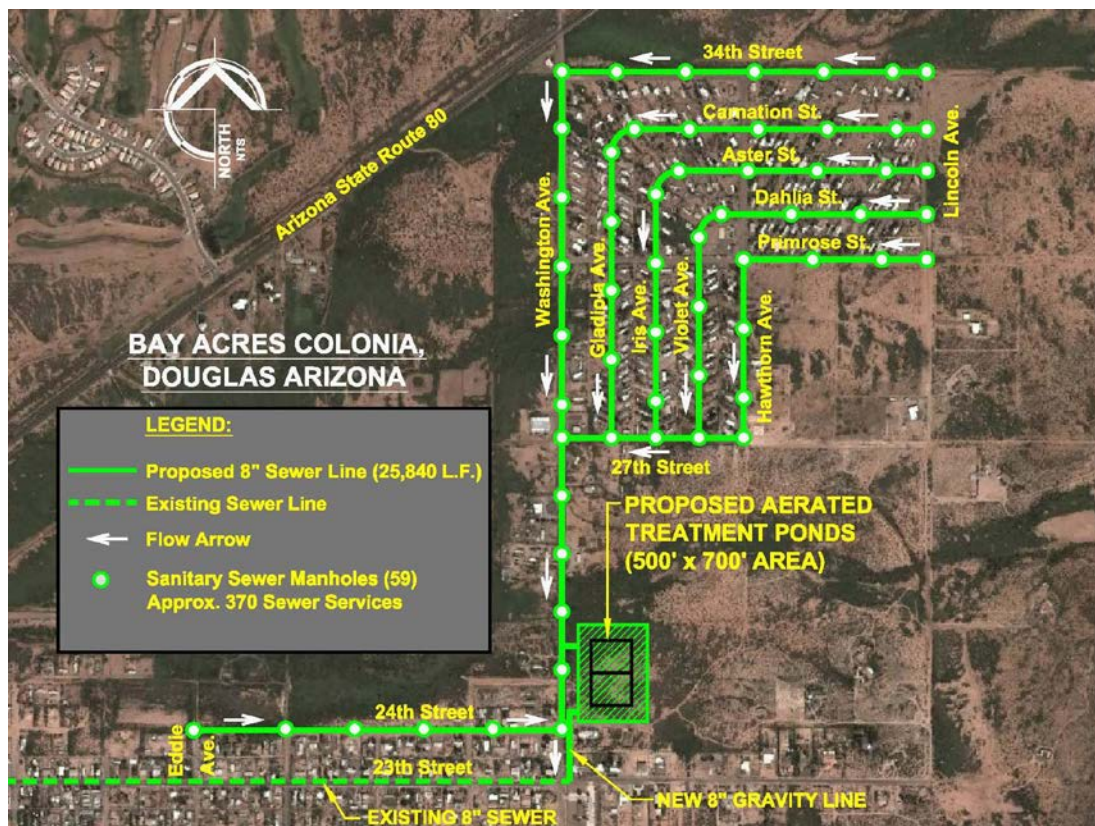 34th Street
Carnation St.
Aster St.
Dahlia St.
Primrose St.
Lincoln Ave.
NORTH
NTS
Arizona State Route 80
Washington Ave.
Gladiola Ave.
Iris Ave.
Violet Ave.
Hawthorn Ave.
27th Street
BAY ACRES COLONIA,
DOUGLAS ARIZONA
LEGEND:
Proposed 8" Sewer Line (25,840 L.F.)
Existing Sewer Line
Flow Arrow
Sanitary Sewer Manholes (59)
Approx. 370 Sewer Services
PROPOSED AERATED
TREATMENT PONDS
(500' x 700' AREA)
24th Street
Eddie
Ave.
23th Street
NEW 8" GRAVITY LINE
EXISTING 8" SEWER